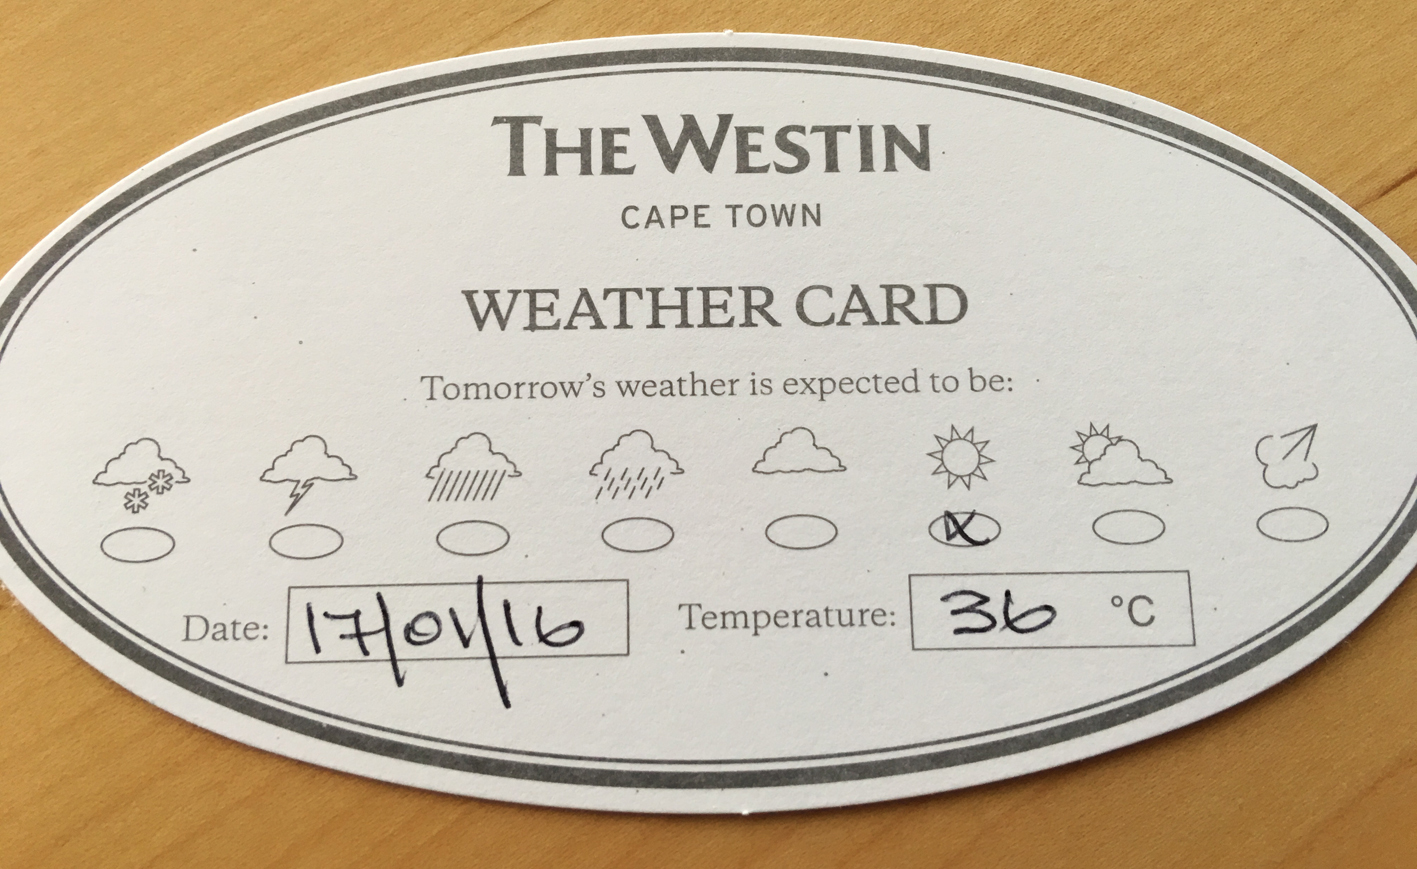 THE WESTIN
CAPE TOWN
WEATHER CARD
Tomorrow's weather is expected to be:
Date: 17/01/16 Temperature: 36 °C